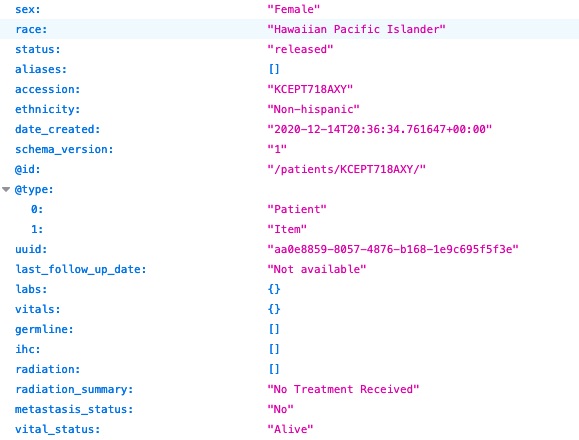 sex: "Female"
race: "Hawaiian Pacific Islander"
status: "released"
aliases: []
accession: "KCEPT718AXY"
ethnicity: "Non-hispanic"
date_created: "2020-12-14T20:36:34.761647+00:00"
schema_version: "1"
@id: "/patients/KCEPT718AXY/"
@type:
0: "Patient"
1: "Item"
uuid: "aa0e8859-8057-4876-b168-1e9c695f5f3e"
last_follow_up_date: "Not available"
labs: {}
vitals: {}
germline: []
ihc: []
radiation: []
radiation_summary: "No Treatment Received"
metastasis_status: "No"
vital_status: "Alive"